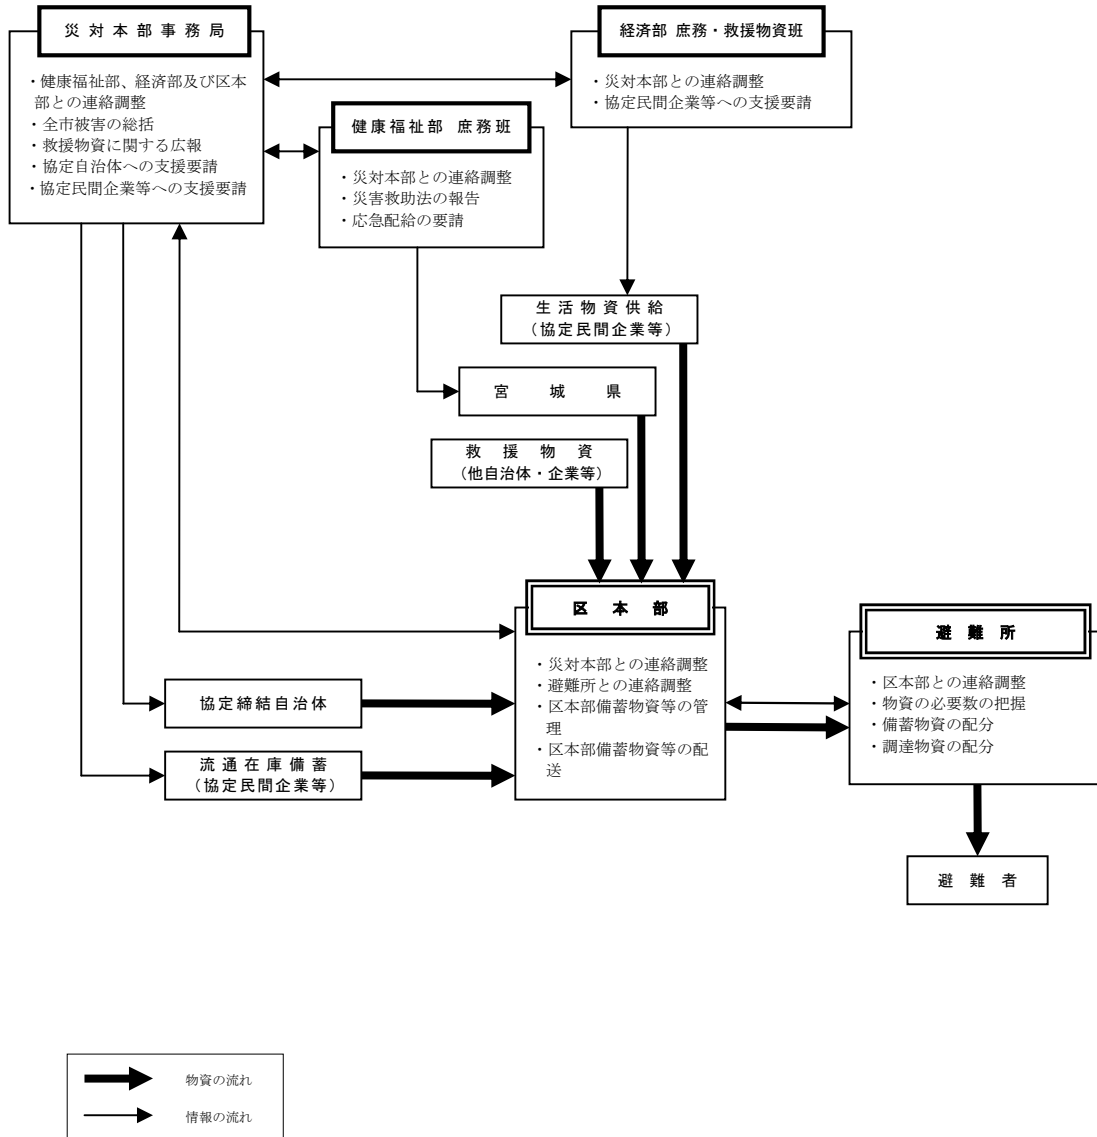 災対本部事務局
・健康福祉部、経済部及び区本
部との連絡調整
・全市被害の総括
・救援物資に関する広報
・協定自治体への支援要請
・協定民間企業等への支援要請
経済部 庶務・救援物資班
・災対本部との連絡調整
・協定民間企業等への支援要請
健康福祉部 庶務班
・災対本部との連絡調整
・災害救助法の報告
・応急配給の要請
生活物資供給
（協定民間企業等）
宮城県
救援物資
（他自治体・企業等）
区本部
・災対本部との連絡調整
・避難所との連絡調整
・区本部備蓄物資等の管
理
・区本部備蓄物資等の配
送
避難所
・区本部との連絡調整
・物資の必要数の把握
・備蓄物資の配分
・調達物資の配分
協定締結自治体
流通在庫備蓄
（協定民間企業等）
避難者
物資の流れ
情報の流れ